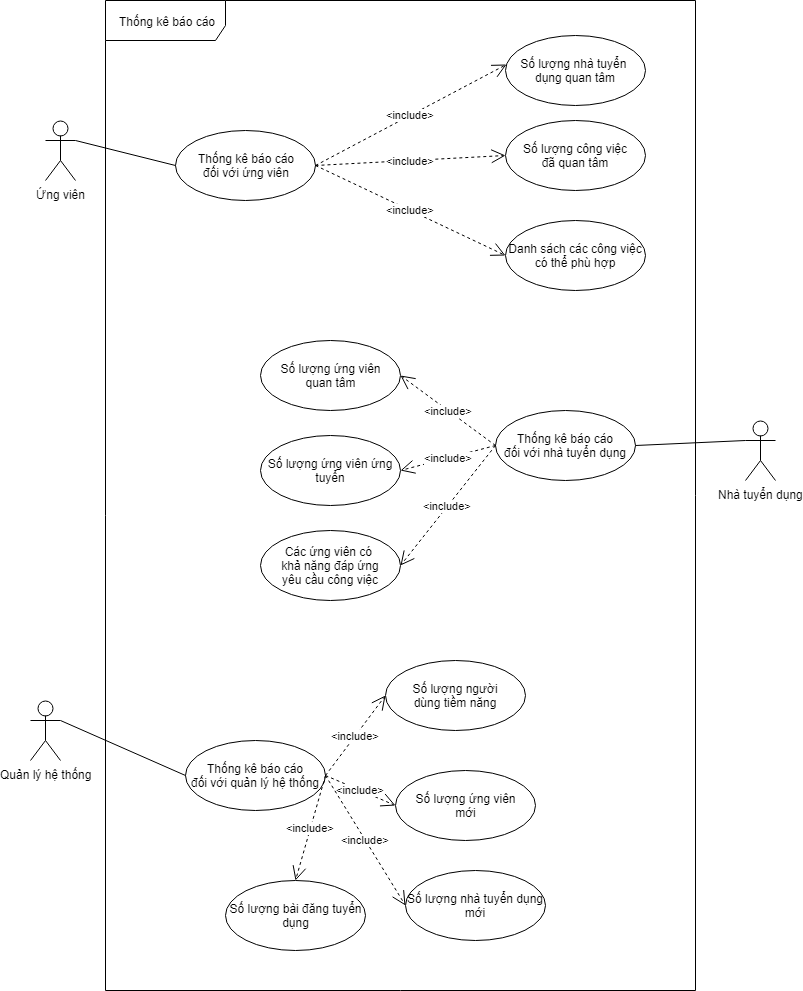 Thống kê báo cáo
Số lượng nhà tuyển
dụng quan tâm
<include>
Ứng viên
Thống kê báo cáo
đối với ứng viên
<include>
Số lượng công việc
đã quan tâm
<include>
Danh sách các công việc
có thể phù hợp
Số lượng ứng viên
quan tâm
<include>
Thống kê báo cáo
đối với nhà tuyển dụng
Số lượng ứng viên ứng
tuyển
<include>
Nhà tuyển dụng
<include>
Các ứng viên có
khả năng đáp ứng
yêu cầu công việc
Số lượng người
dùng tiềm năng
<include>
Quản lý hệ thống
Thống kê báo cáo
đối với quản lý hệ thống
<include>
Số lượng ứng viên
mới
<include>
<include>
Số lượng bài đăng tuyển
dụng
Số lượng nhà tuyển dụng
mới